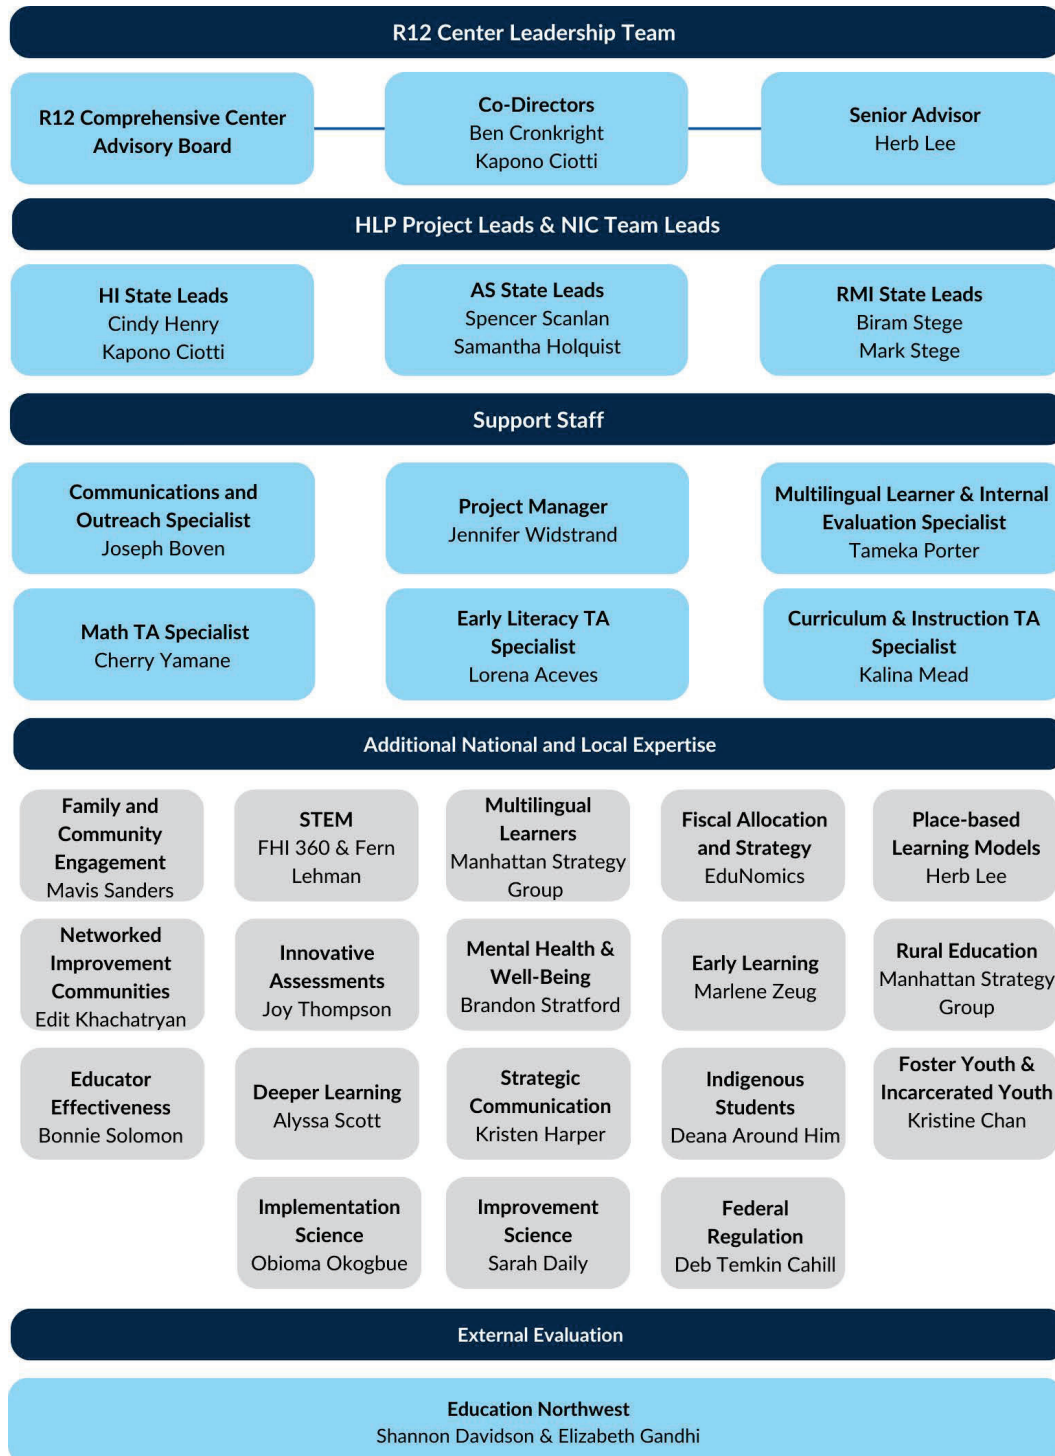 R12 Center Leadership Team
R12 Comprehensive Center
Advisory Board
Co-Directors
Ben Cronkright
Kapono Ciotti
Senior Advisor
Herb Lee
HLP Project Leads & NIC Team Leads
HI State Leads
Cindy Henry
Kapono Ciotti
AS State Leads
Spencer Scanlan
Samantha Holquist
RMI State Leads
Biram Stege
Mark Stege
Support Staff
Communications and
Outreach Specialist
Joseph Boven
Project Manager
Jennifer Widstrand
Multilingual Learner & Internal
Evaluation Specialist
Tameka Porter
Math TA Specialist
Cherry Yamane
Early Literacy TA
Specialist
Lorena Aceves
Curriculum & Instruction TA
Specialist
Kalina Mead
Additional National and Local Expertise
Family and
Community
Engagement
Mavis Sanders
STEM
FHI 360 & Fern
Lehman
Multilingual
Learners
Manhattan Strategy
Group
Fiscal Allocation
and Strategy
EduNomics
Place-based
Learning Models
Herb Lee
Networked
Improvement
Communities
Edit Khachatryan
Innovative
Assessments
Joy Thompson
Mental Health &
Well-Being
Brandon Stratford
Early Learning
Marlene Zeug
Rural Education
Manhattan Strategy
Group
Educator
Effectiveness
Bonnie Solomon
Deeper Learning
Alyssa Scott
Strategic
Communication
Kristen Harper
Indigenous
Students
Deana Around Him
Foster Youth &
Incarcerated Youth
Kristine Chan
Implementation
Science
Obioma Okogbue
Improvement
Science
Sarah Daily
Federal
Regulation
Deb Temkin Cahill
External Evaluation
Education Northwest
Shannon Davidson & Elizabeth Gandhi